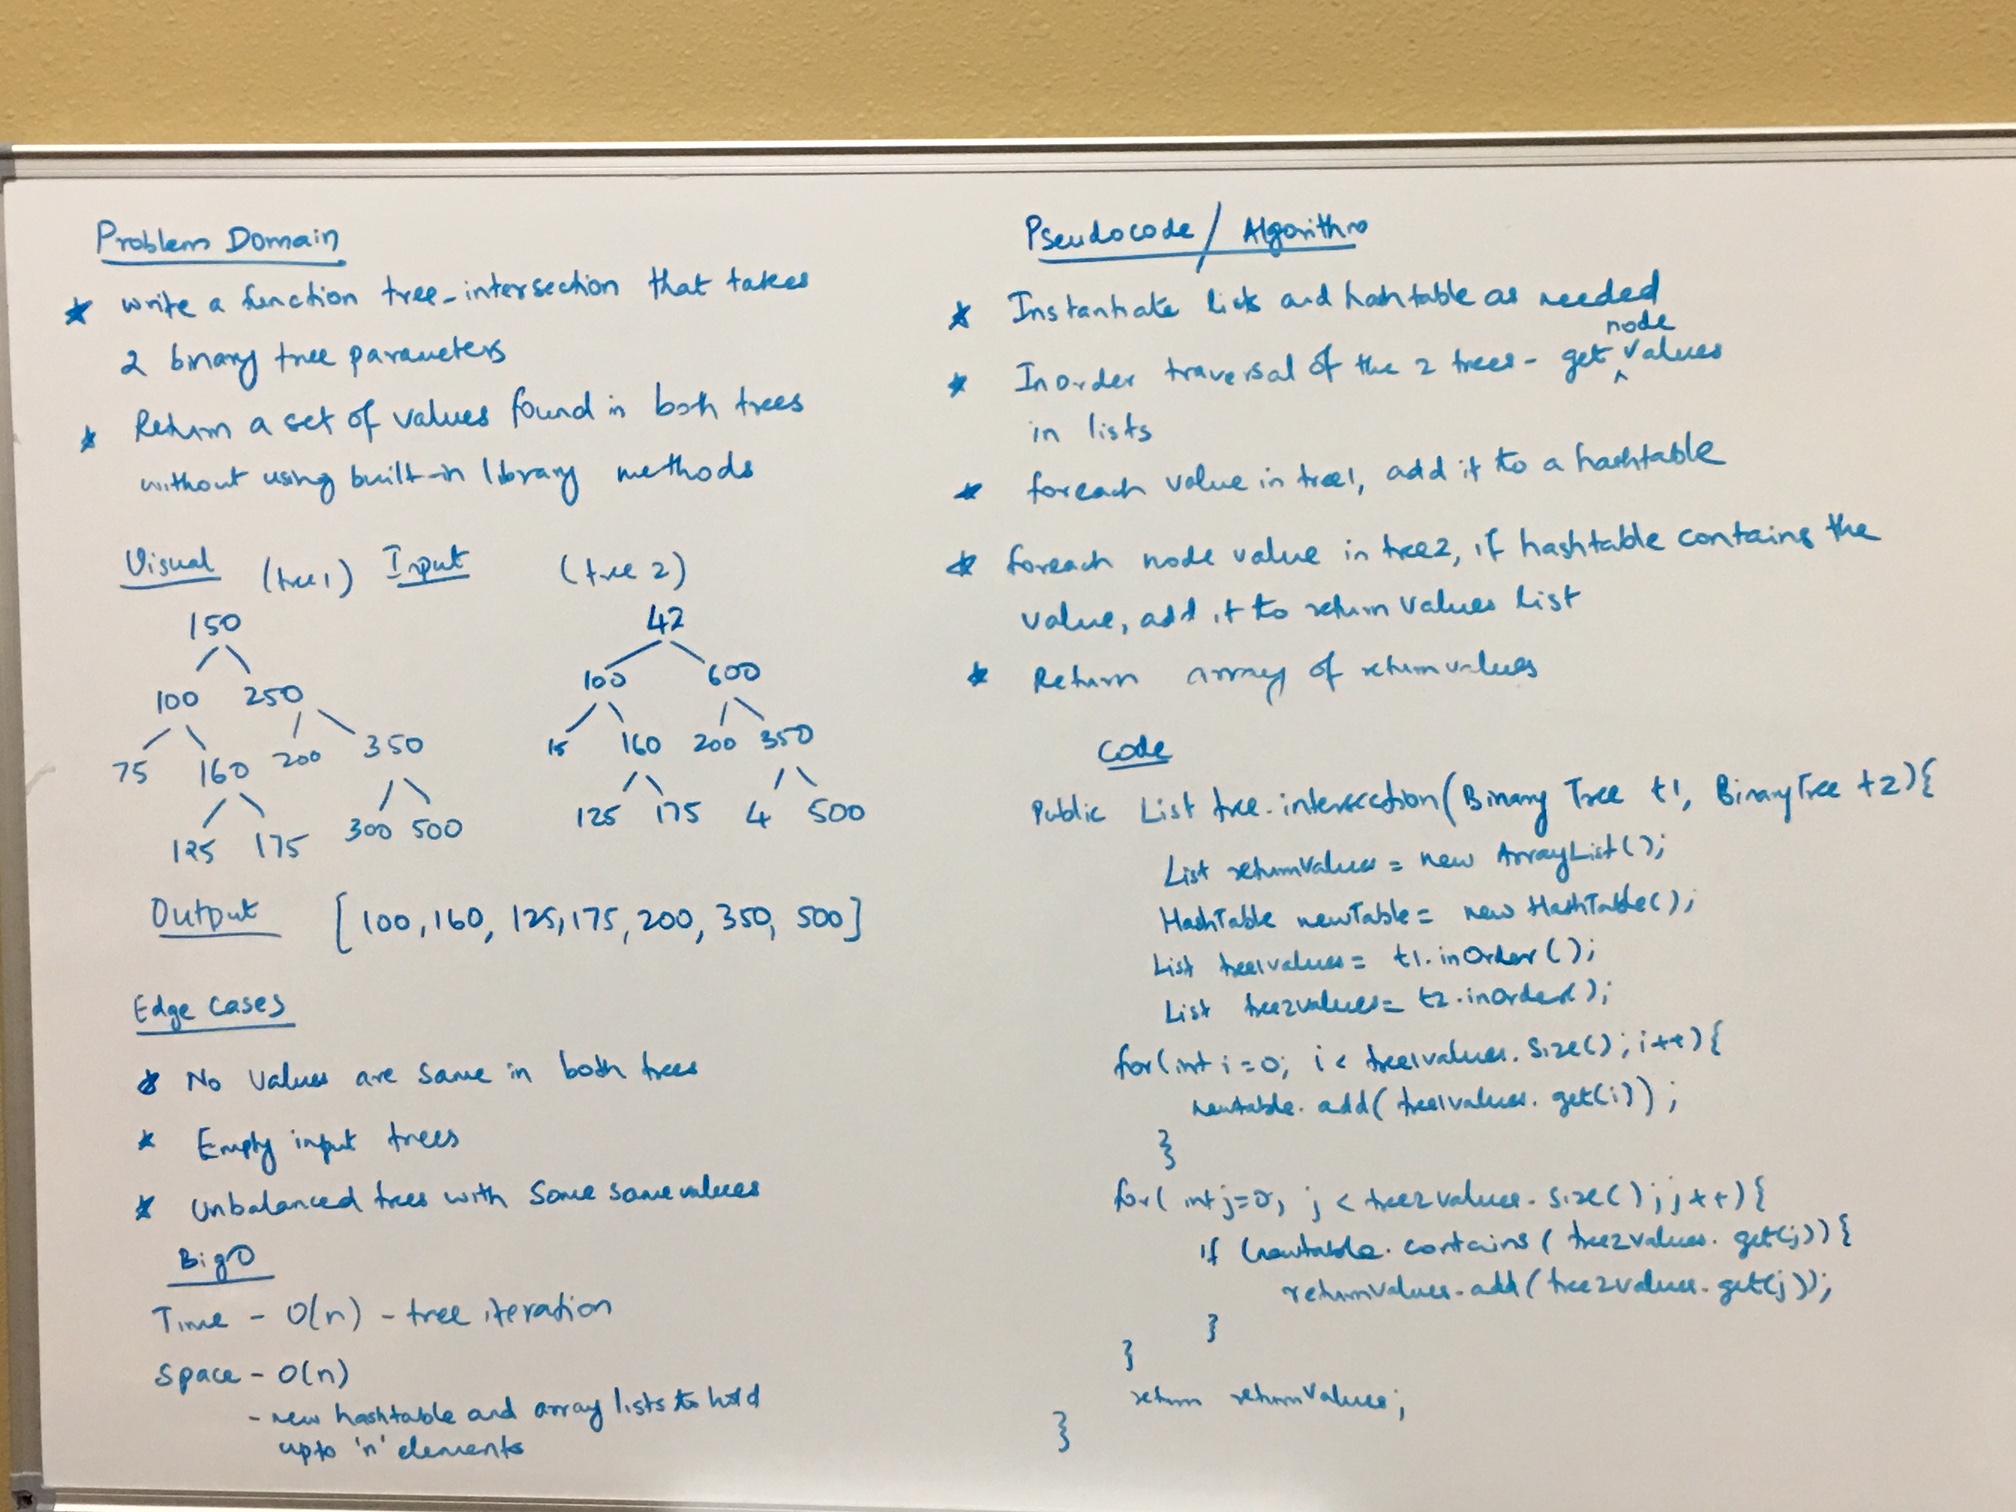 Problem Domain
* write a function tree-intersection that takes
2 binary tree parameters
* Return a set of values found in both trees
without using built-in library methods
Visual (tree1) Input (tree 2)
150
100 250
75 160 200 350
125 175 300 500
42
100 600
15 160 200 350
125 175 4 500
Output [100, 160, 125, 175, 200, 350, 500]
Edge Cases
* No Values are same in both trees
* Empty input trees
* Unbalanced trees with some same values
Big O
Time - O(n) - tree iteration
Space - O(n)
- new hashtable and array lists to hold
upto 'n' elements
Pseudocode / Algorithm
* Instantiate lists and hashtable as needed
* Inorder traversal of the 2 trees - get node values
in lists
* foreach value in tree1, add it to a hashtable
* foreach node value in tree2, if hashtable contains the
value, add it to return values list
* Return array of returnvalues
Code
Public List tree-intersection(Binary Tree t1, BinaryTree t2){
List returnValues = new ArrayList();
HashTable newTable = new HashTable();
List tree1values = t1.inOrder();
List tree2values = t2.inOrder();
for(int i=0; i< tree1values.size(); i++){
newtable.add(tree1values.get(i));
}
for(int j=0; j < tree2values.size(); j++){
if (newtable.contains(tree2values.get(j)){
returnvalues.add(tree2values.get(j));
}
}
return returnValues;
}